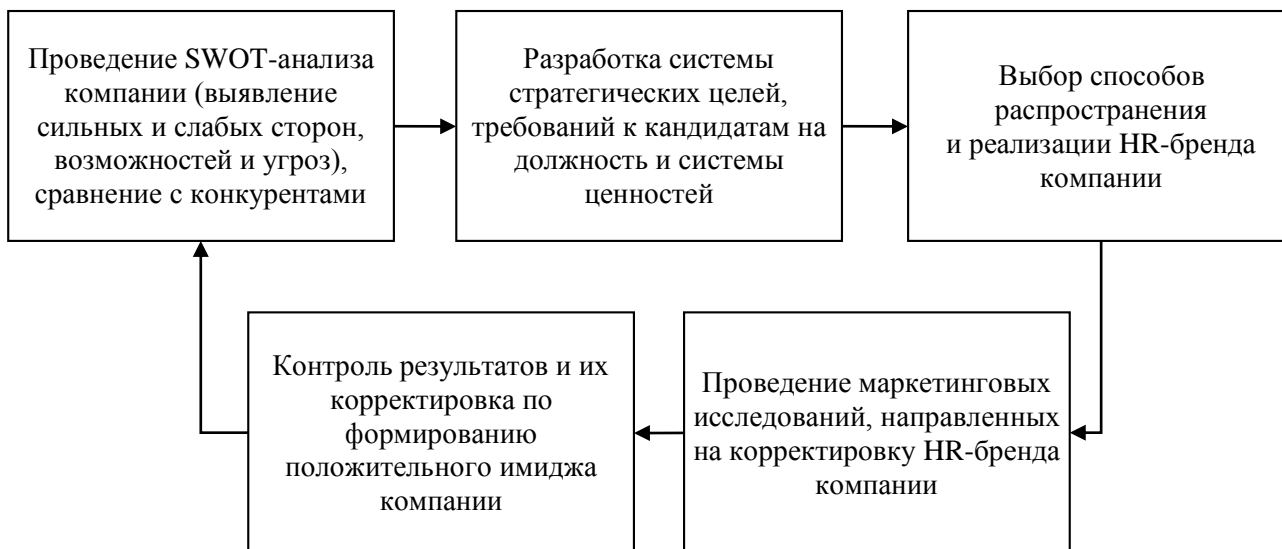 Проведение SWOT-анализа
компании (выявление
сильных и слабых сторон,
возможностей и угроз),
сравнение с конкурентами
Разработка системы
стратегических целей,
требований к кандидатам на
должность и системы
ценностей
Выбор способов
распространения
и реализации HR-бренда
компании
Проведение маркетинговых
исследований, направленных
на корректировку HR-бренда
компании
Контроль результатов и их
корректировка по
формированию
положительного имиджа
компании